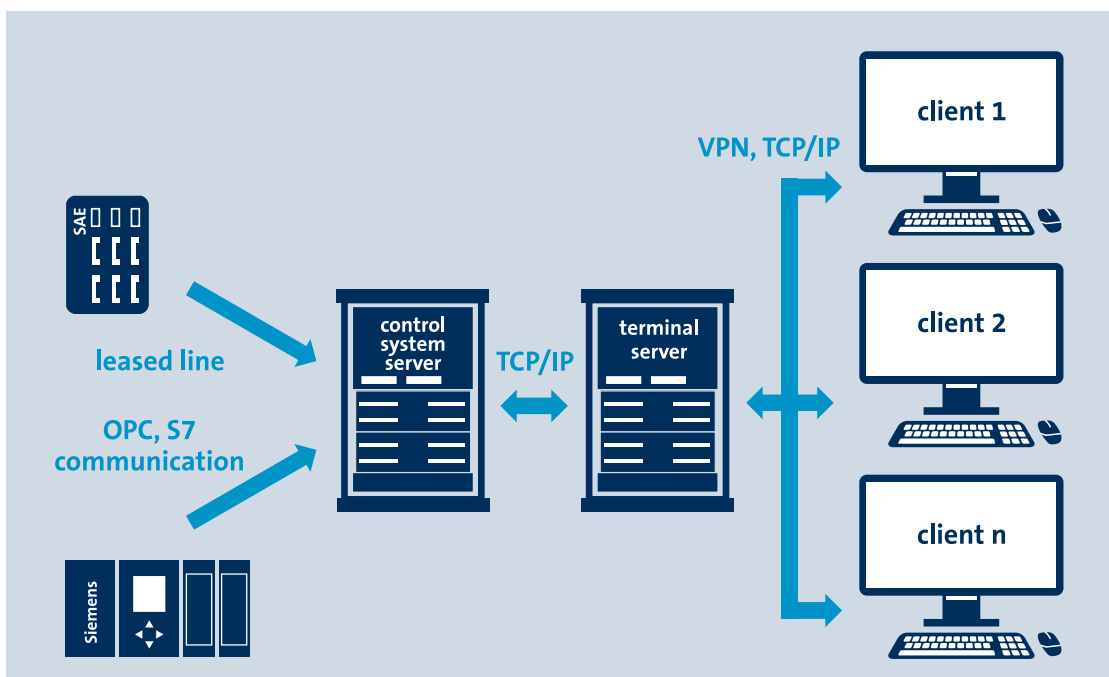 SAE
leased line
OPC, S7
communication
Siemens
control
system
server
TCP/IP
terminal
server
VPN, TCP/IP
client 1
client 2
client n